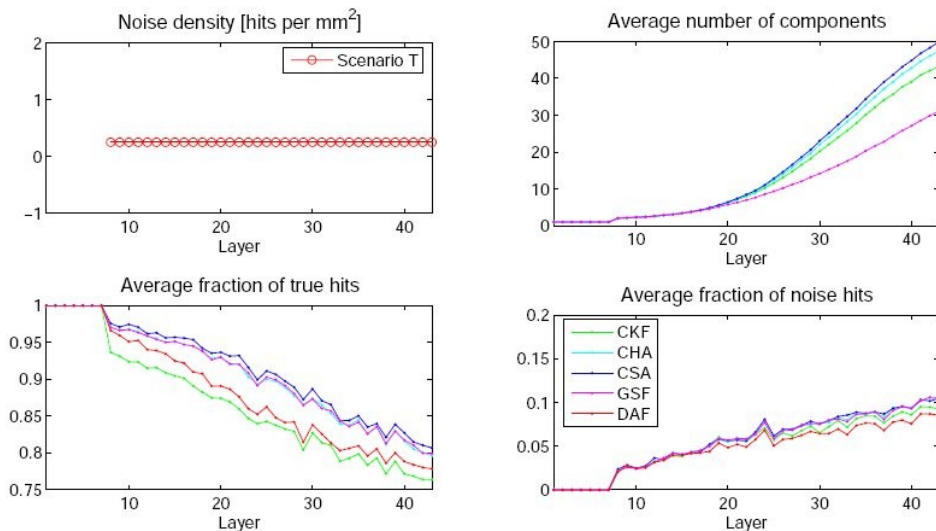 Noise density [hits per mm²]
2
1
0
−1
10 20 30 40
Layer
Scenario T
Average number of components
50
40
30
20
10
0
10 20 30 40
Layer
Average fraction of true hits
1
0.95
0.9
0.85
0.8
0.75
10 20 30 40
Layer
Average fraction of noise hits
0.2
0.15
0.1
0.05
0
10 20 30 40
Layer
CKF
CHA
CSA
GSF
DAF